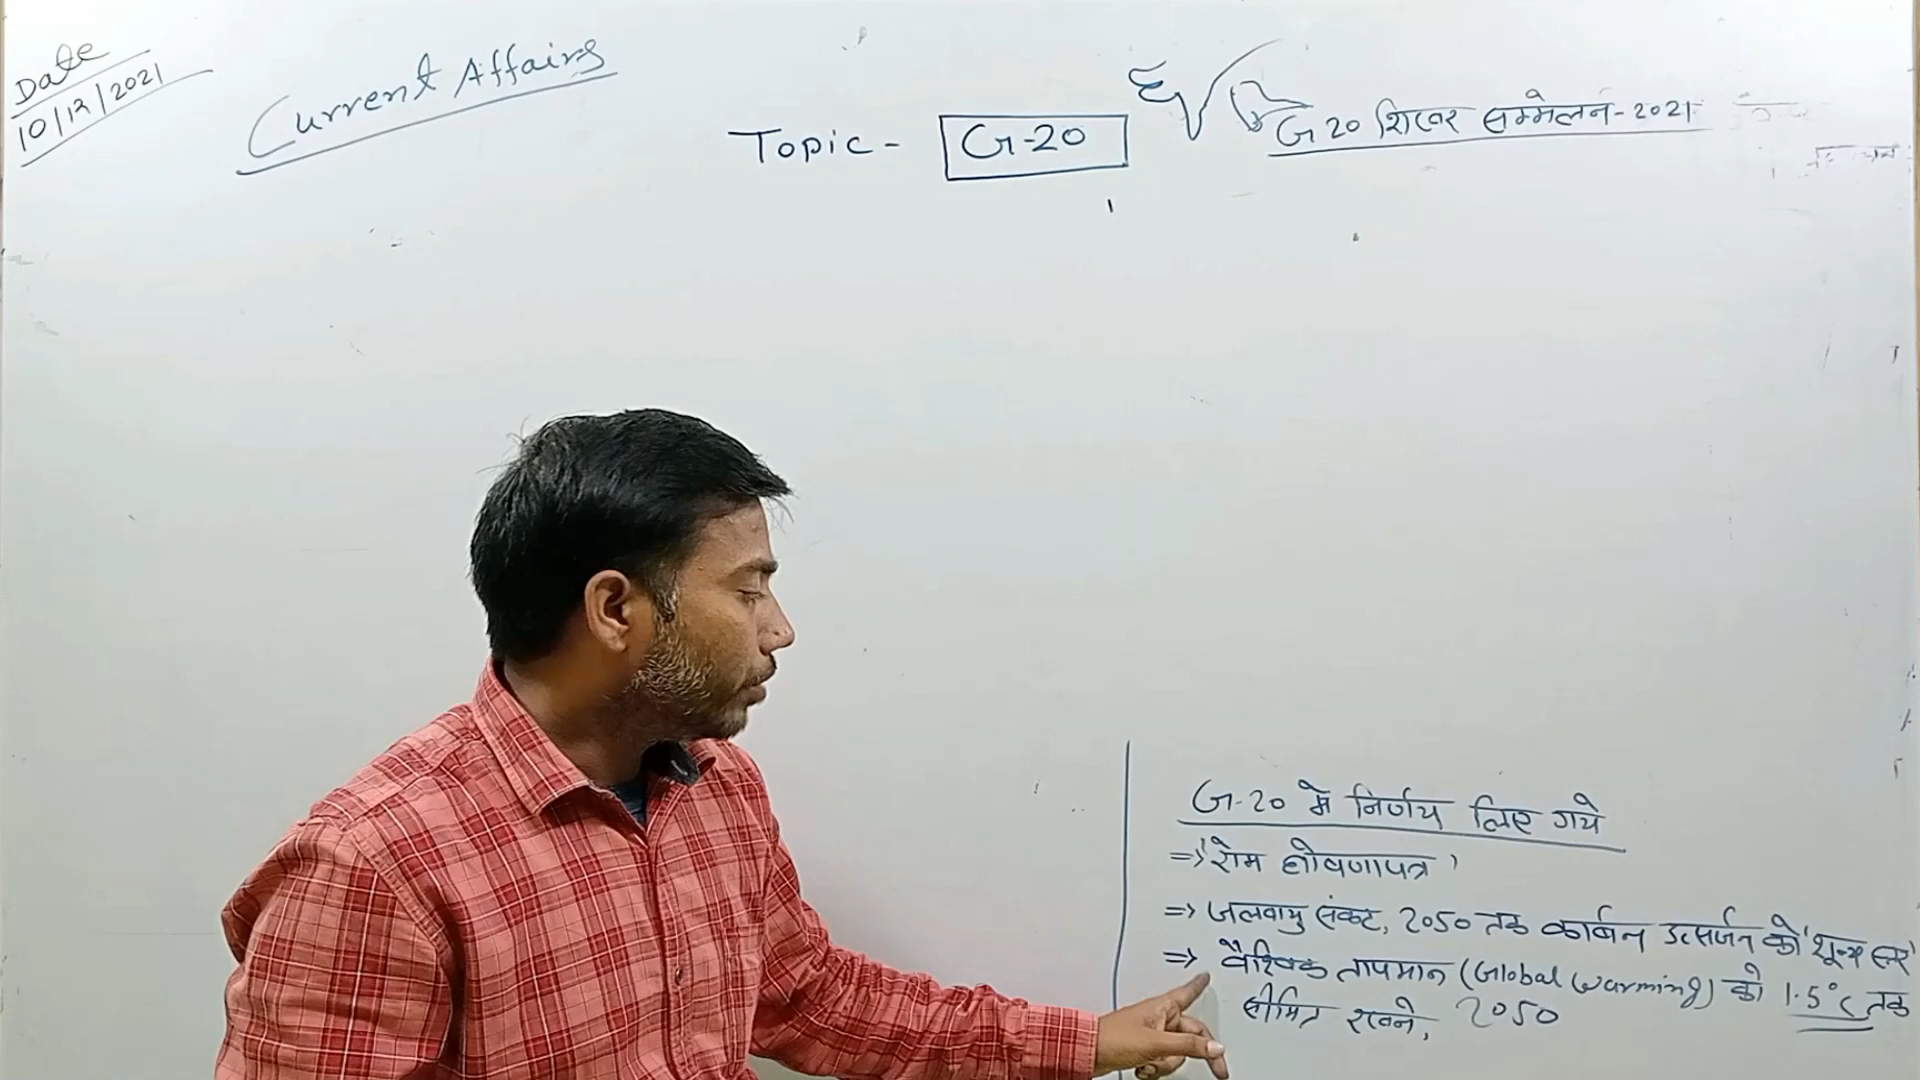 Date
10/12/2021
Current Affairs
Topic - G-20
G20 शिखर सम्मेलन-2021
G-20 मे निर्णय लिए गये
=> 'रोम घोषणापत्र'
=> जलवायु संकट, 2050 तक कार्बन उत्सर्जन को 'शून्य स्तर'
=> वैश्विक तापमान (Global warming) को 1.5°C तक
सीमित रखने, 2050